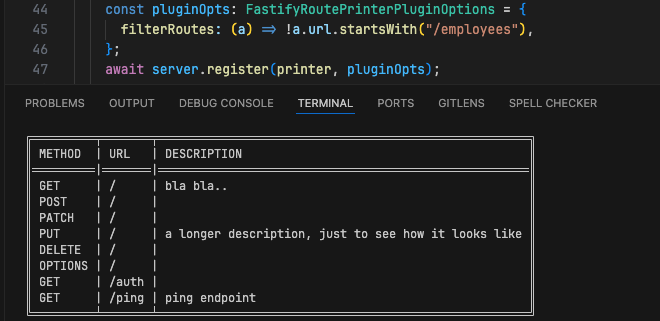 44 const pluginOpts: FastifyRoutePrinterPluginOptions = {
45 filterRoutes: (a) => !a.url.startsWith("/employees"),
46 };
47 await server.register(printer, pluginOpts);
PROBLEMS OUTPUT DEBUG CONSOLE TERMINAL PORTS GITLENS SPELL CHECKER
METHOD | URL | DESCRIPTION
GET | / | bla bla..
POST | / |
PATCH | / |
PUT | / | a longer description, just to see how it looks like
DELETE | / |
OPTIONS | / |
GET | /auth |
GET | /ping | ping endpoint